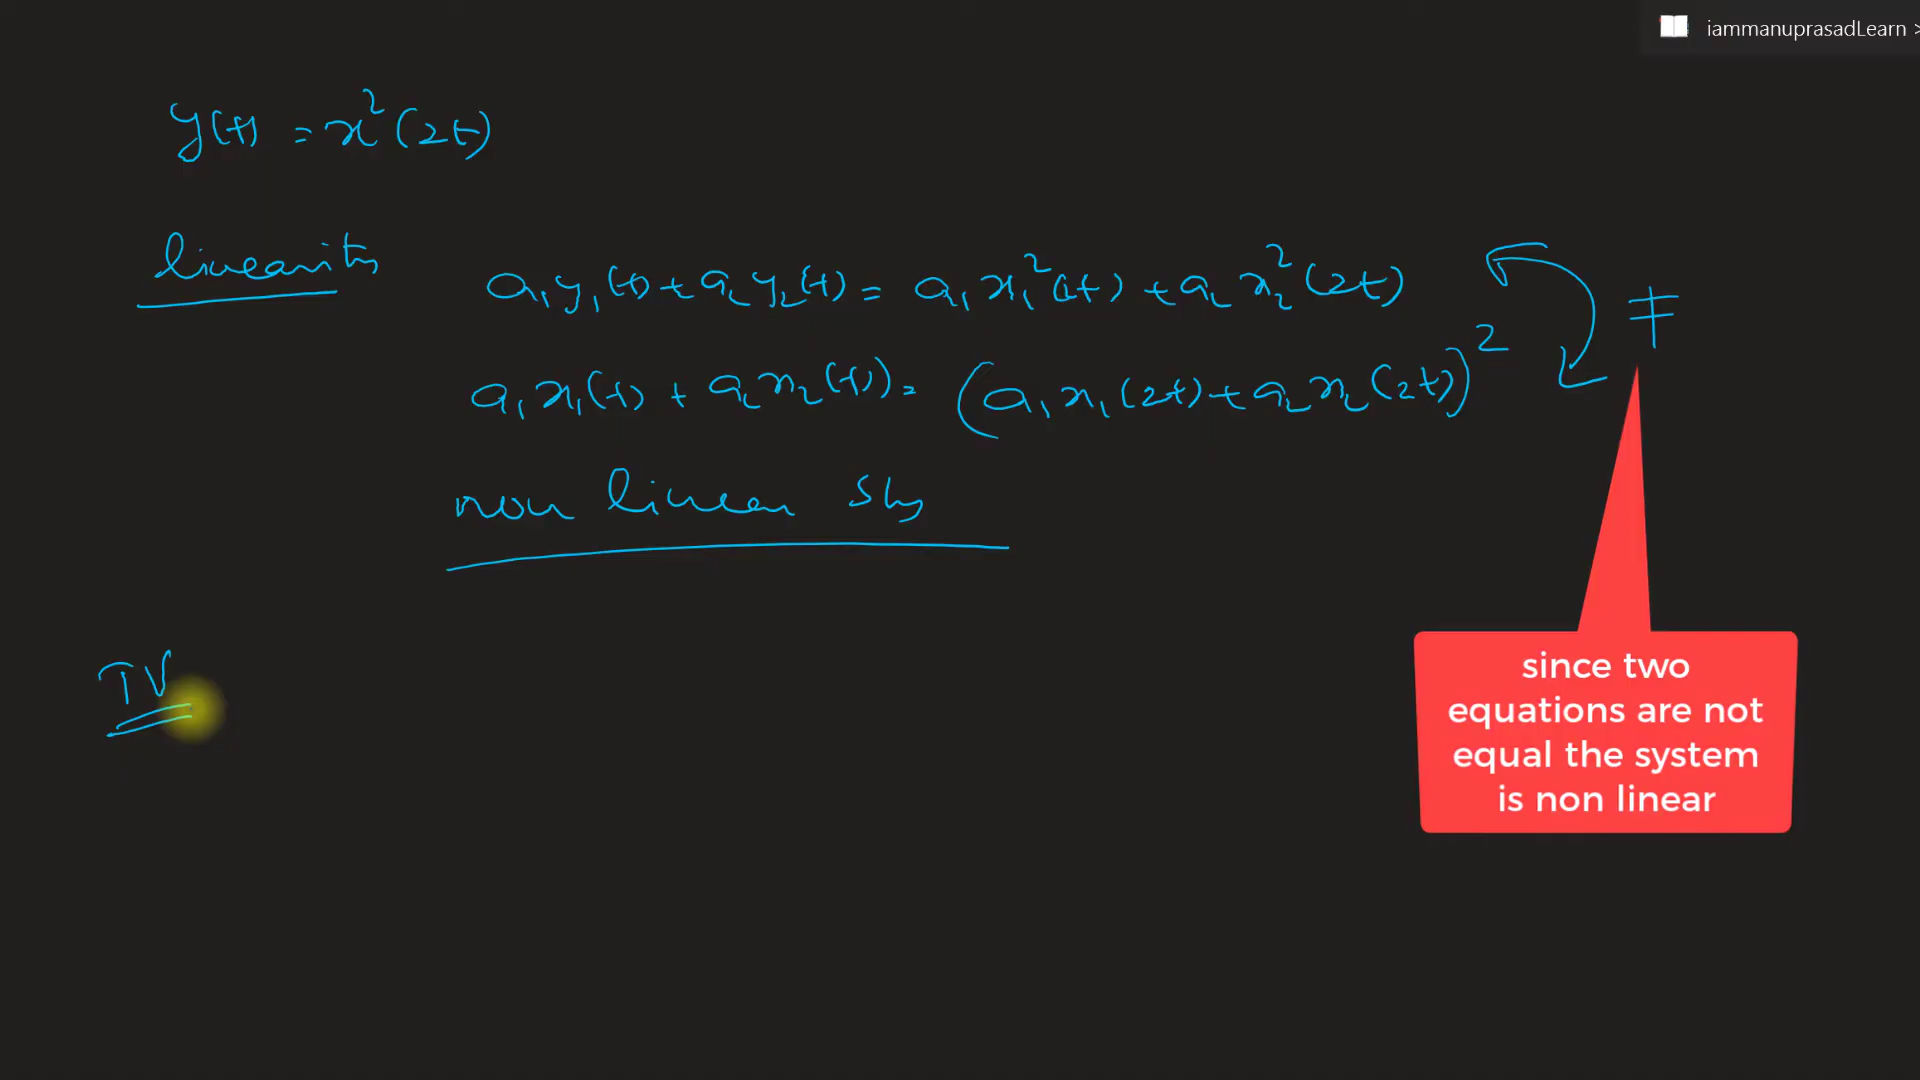 iammanuprasadLearn >
y(t) = x²(2t)
linearity
a₁y₁(t) + a₂y₂(t) = a₁x₁²(2t) + a₂x₂²(2t)
≠
a₁x₁(t) + a₂x₂(t) = (a₁x₁(2t) + a₂x₂(2t))²
non linear sys
since two
equations are not
equal the system
is non linear
TV